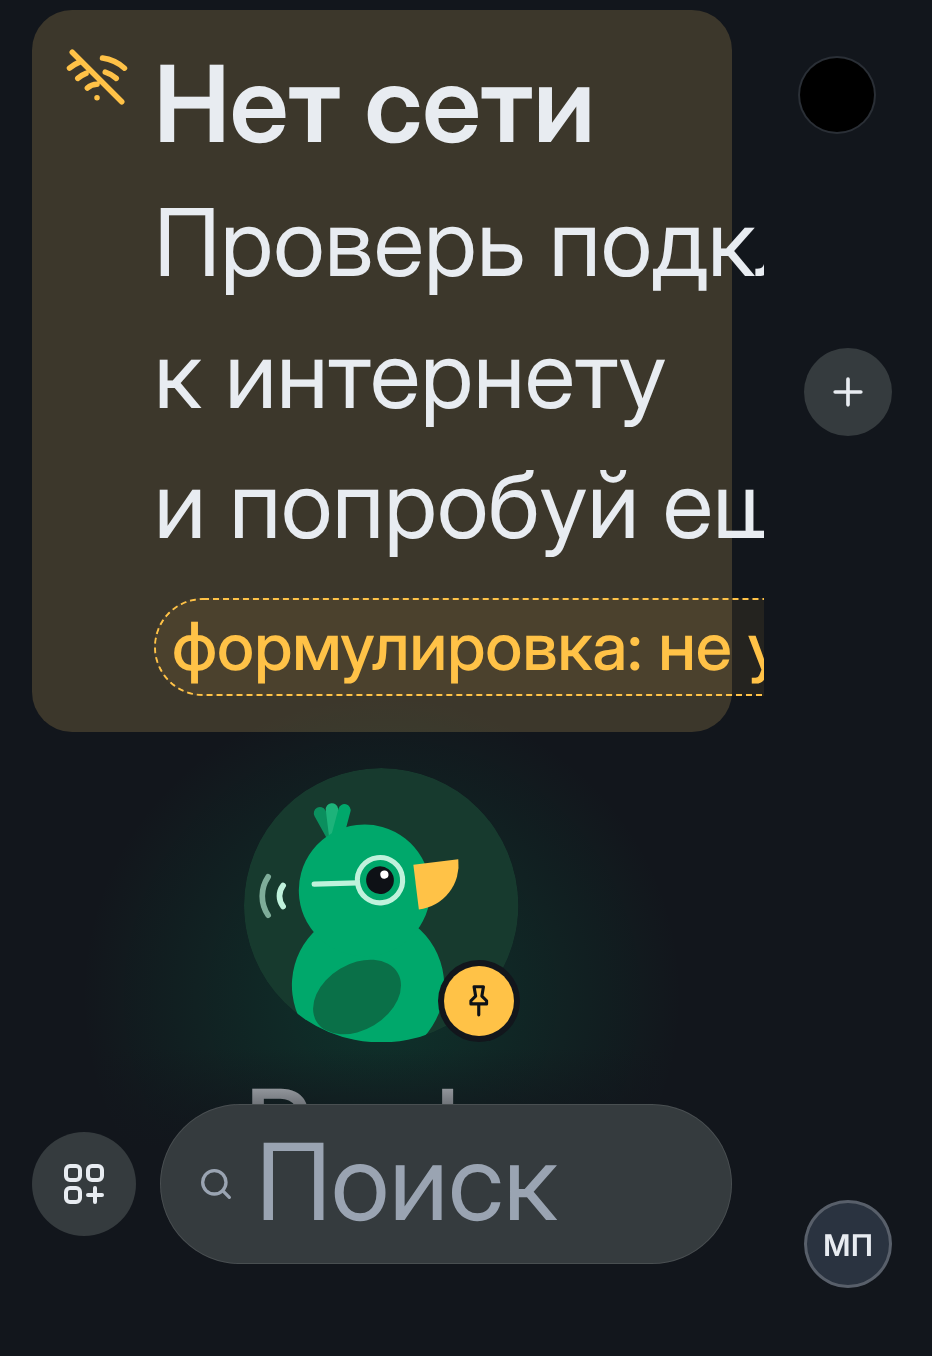 Нет сети
Проверь подк
к интернету
и попробуй ещ
формулировка: не у
Поиск
МП